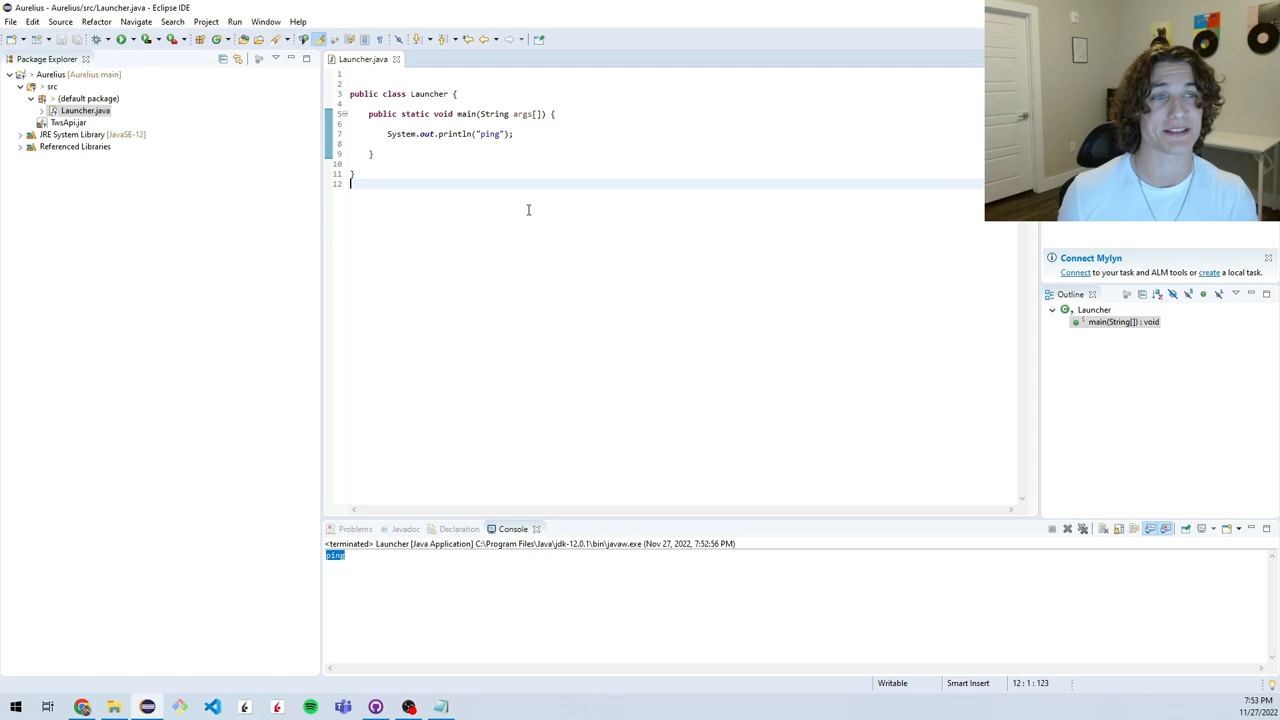 Aurelius - Aurelius/src/Launcher.java - Eclipse IDE
File Edit Source Refactor Navigate Search Project Run Window Help
Package Explorer
Launcher.java
Aurelius [Aurelius main]
src
(default package)
Launcher.java
TwsApi.jar
JRE System Library [JavaSE-12]
Referenced Libraries
1
2
3 public class Launcher {
4
5 public static void main(String args[]) {
6
7 System.out.println("ping");
8
9 }
10
11 }
12
Connect Mylyn
Connect to your task and ALM tools or create a local task.
Outline
Launcher
main(String[]) : void
Problems Javadoc Declaration Console
<terminated> Launcher [Java Application] C:\Program Files\Java\jdk-12.0.1\bin\javaw.exe (Nov 27, 2022, 7:52:56 PM)
ping
Writable Smart Insert 12 : 1 : 123
7:53 PM
11/27/2022